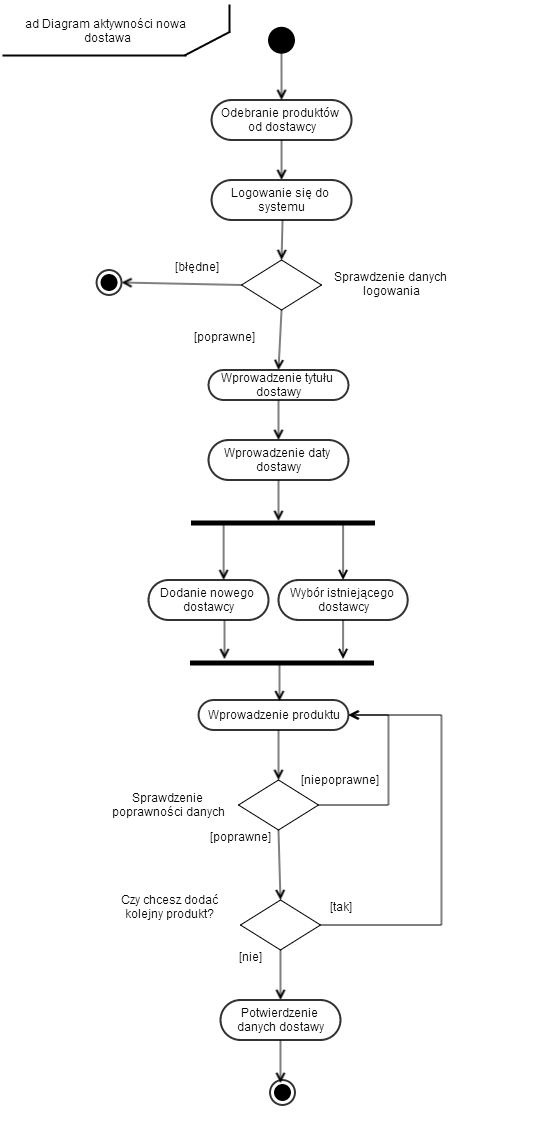 ad Diagram aktywności nowa
dostawa
Odebranie produktów
od dostawcy
Logowanie się do
systemu
[błędne]
Sprawdzenie danych
logowania
[poprawne]
Wprowadzenie tytułu
dostawy
Wprowadzenie daty
dostawy
Dodanie nowego
dostawcy
Wybór istniejącego
dostawcy
Wprowadzenie produktu
[niepoprawne]
Sprawdzenie
poprawności danych
[poprawne]
Czy chcesz dodać
kolejny produkt?
[tak]
[nie]
Potwierdzenie
danych dostawy